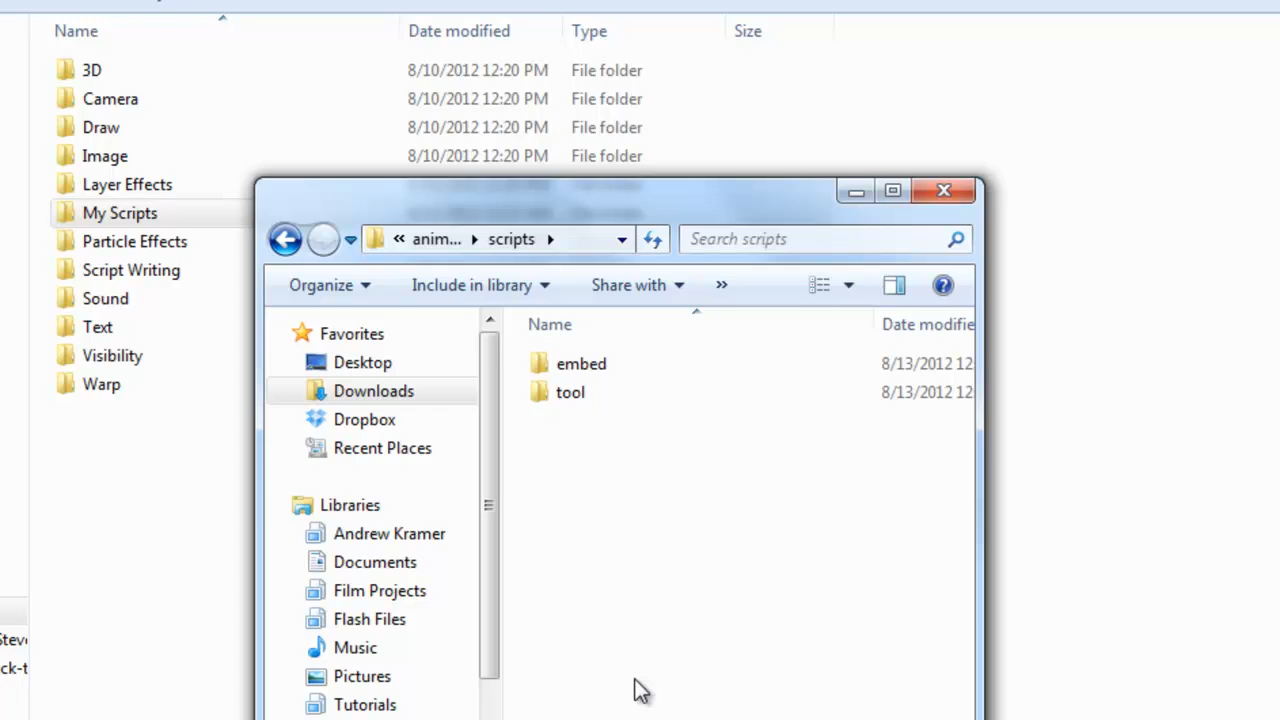 Name Date modified Type Size
3D 8/10/2012 12:20 PM File folder
Camera 8/10/2012 12:20 PM File folder
Draw 8/10/2012 12:20 PM File folder
Image 8/10/2012 12:20 PM File folder
Layer Effects
My Scripts
Particle Effects
Script Writing
Sound
Text
Visibility
Warp
« anim... scripts
Search scripts
Organize Include in library Share with »
Favorites
Desktop
Downloads
Dropbox
Recent Places
Libraries
Andrew Kramer
Documents
Film Projects
Flash Files
Music
Pictures
Tutorials
Name Date modifie
embed 8/13/2012 12
tool 8/13/2012 12
Steve
ck-t